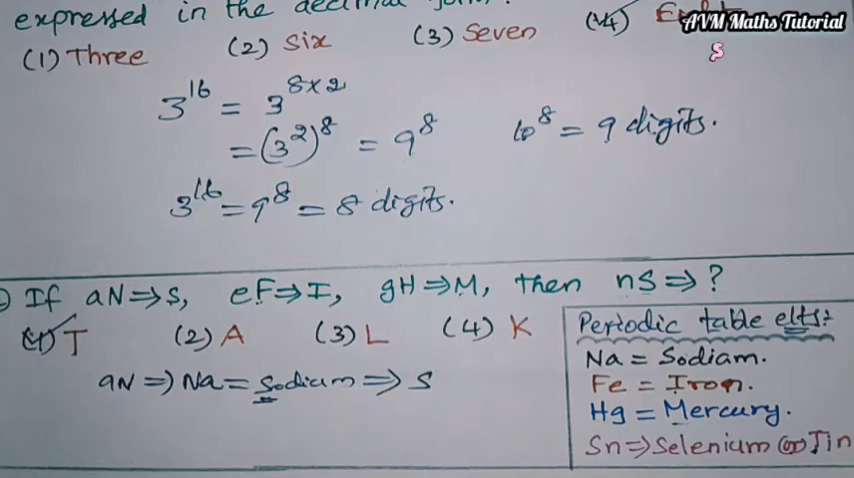 expressed in the decimal form?
(1) Three (2) Six (3) Seven (4) Eight
AVM Maths Tutorial
S
3^16 = 3^8×2
= (3^2)^8 = 9^8 10^8 = 9 digits.
3^16 = 9^8 = 8 digits.
If aN⇒S, eF⇒I, gH⇒M, then nS⇒?
(1) T (2) A (3) L (4) K
aN ⇒ Na = Sodium ⇒ S
Periodic table elts:
Na = Sodiam.
Fe = Iron.
Hg = Mercury.
Sn ⇒ Selenium (or) Tin